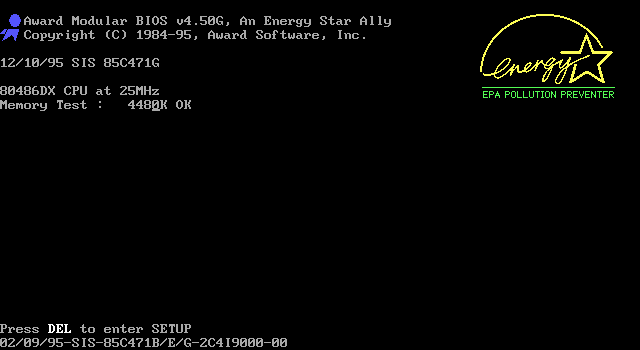 Award Modular BIOS v4.50G, An Energy Star Ally
Copyright (C) 1984-95, Award Software, Inc.
12/10/95 SIS 85C471G
80486DX CPU at 25MHz
Memory Test :   4480K OK
energy
EPA POLLUTION PREVENTER
Press DEL to enter SETUP
02/09/95-SIS-85C471B/E/G-2C4I9000-00